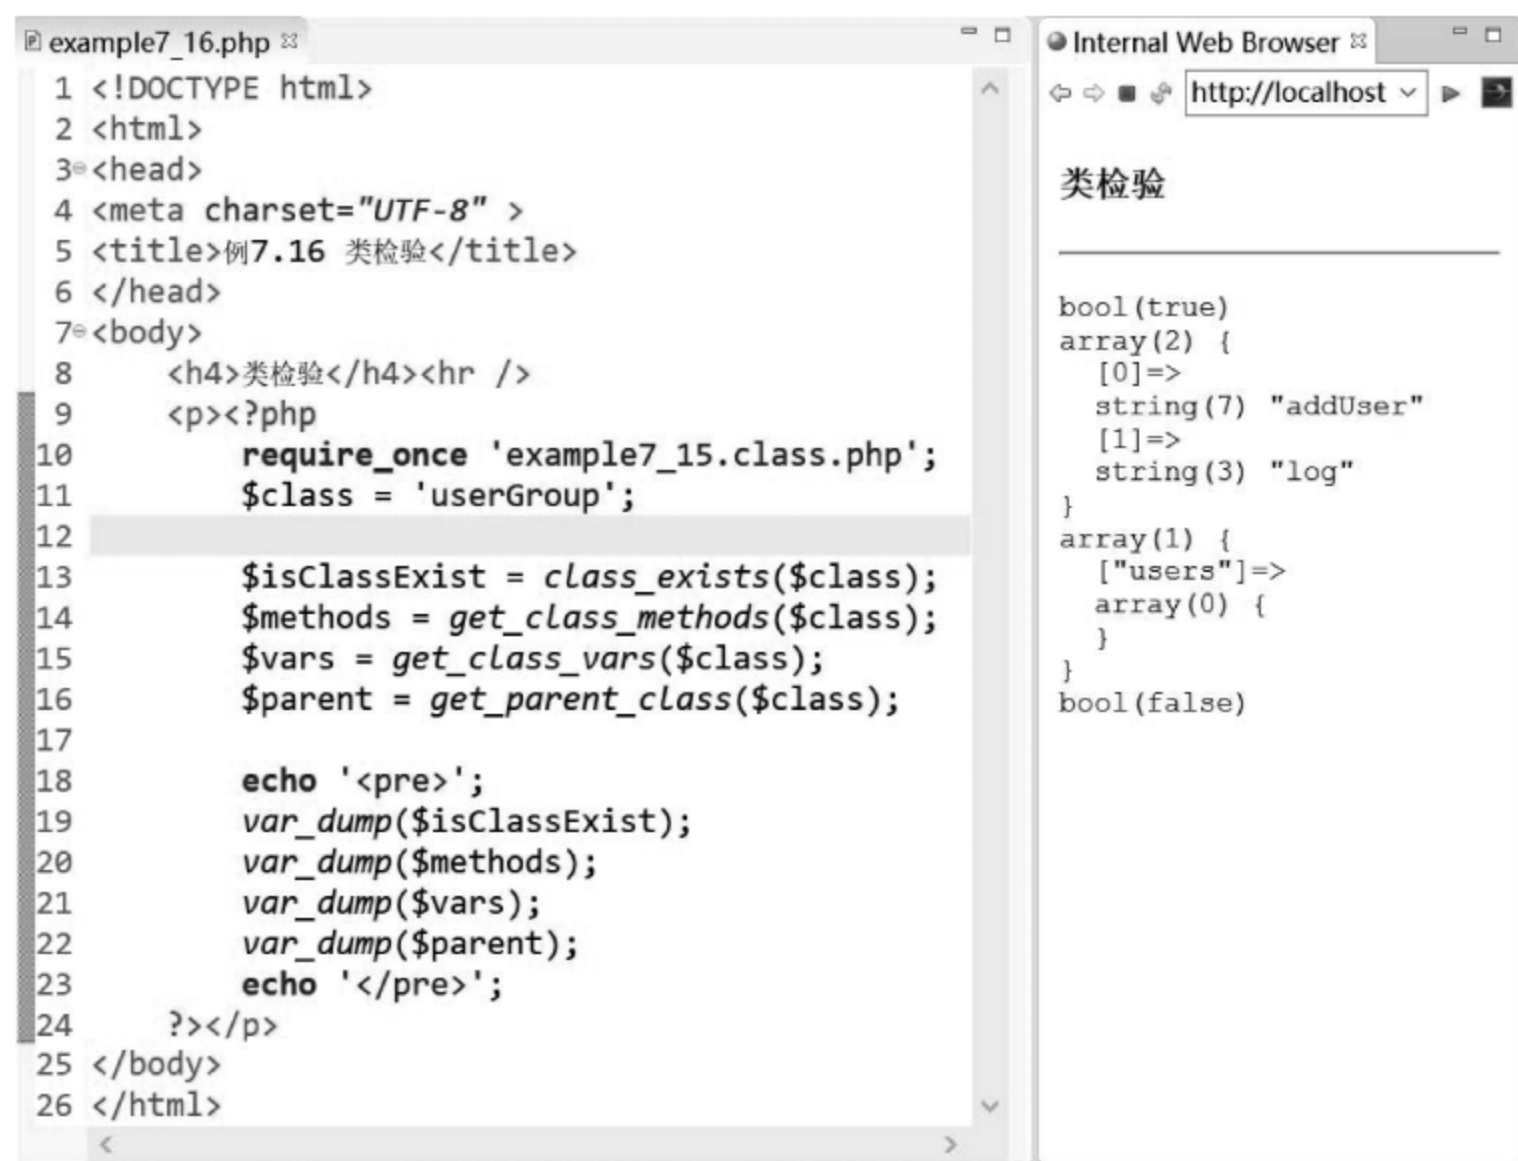 example7_16.php
1 <!DOCTYPE html>
2 <html>
3 <head>
4 <meta charset="UTF-8" >
5 <title>例7.16 类检验</title>
6 </head>
7 <body>
8 <h4>类检验</h4><hr />
9 <p><?php
10 require_once 'example7_15.class.php';
11 $class = 'userGroup';
12
13 $isClassExist = class_exists($class);
14 $methods = get_class_methods($class);
15 $vars = get_class_vars($class);
16 $parent = get_parent_class($class);
17
18 echo '<pre>';
19 var_dump($isClassExist);
20 var_dump($methods);
21 var_dump($vars);
22 var_dump($parent);
23 echo '</pre>';
24 ?></p>
25 </body>
26 </html>
Internal Web Browser
http://localhost
类检验
bool(true)
array(2) {
[0]=>
string(7) "addUser"
[1]=>
string(3) "log"
}
array(1) {
["users"]=>
array(0) {
}
}
bool(false)